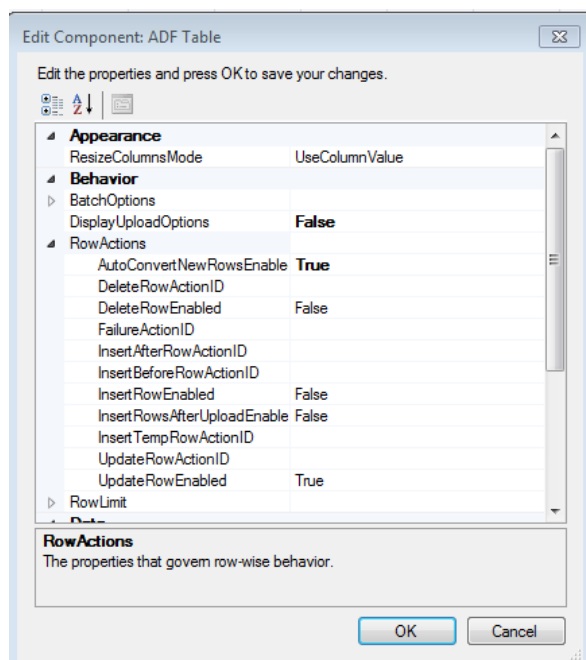 Edit Component: ADF Table
Edit the properties and press OK to save your changes.
Appearance
ResizeColumnsMode UseColumnValue
Behavior
BatchOptions
DisplayUploadOptions False
RowActions
AutoConvertNewRowsEnable True
DeleteRowActionID
DeleteRowEnabled False
FailureActionID
InsertAfterRowActionID
InsertBeforeRowActionID
InsertRowEnabled False
InsertRowsAfterUploadEnable False
InsertTempRowActionID
UpdateRowActionID
UpdateRowEnabled True
RowLimit
Data
RowActions
The properties that govern row-wise behavior.
OK Cancel